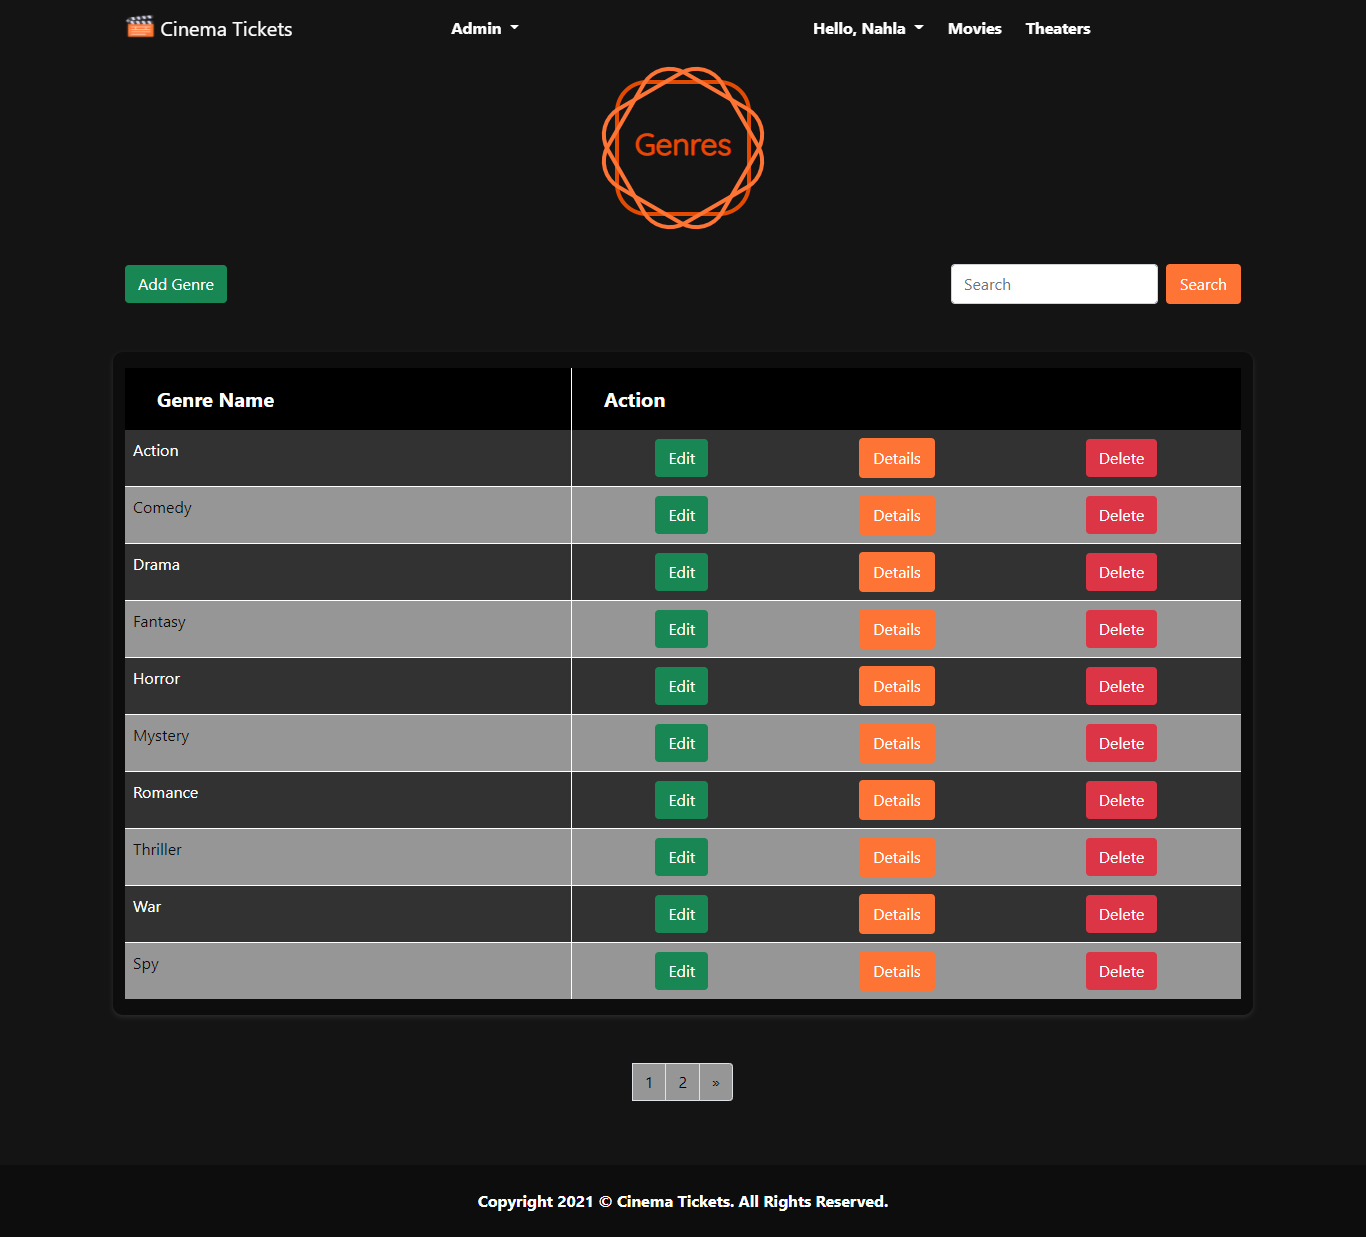 Cinema Tickets Admin Hello, Nahla Movies Theaters
Genres
Add Genre Search Search
Genre Name Action
Action Edit Details Delete
Comedy Edit Details Delete
Drama Edit Details Delete
Fantasy Edit Details Delete
Horror Edit Details Delete
Mystery Edit Details Delete
Romance Edit Details Delete
Thriller Edit Details Delete
War Edit Details Delete
Spy Edit Details Delete
1 2 »
Copyright 2021 © Cinema Tickets. All Rights Reserved.